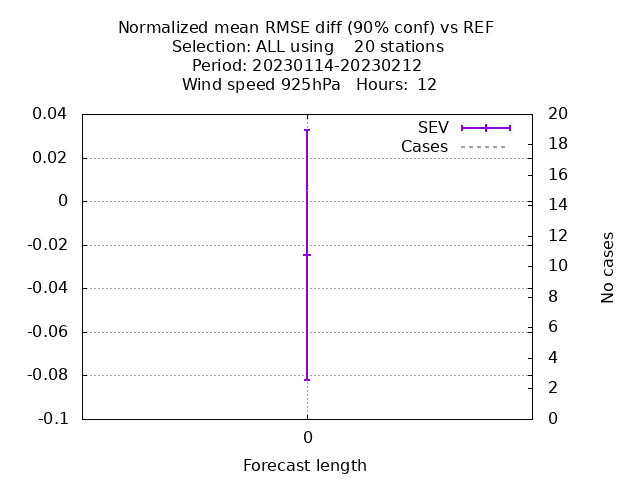 Normalized mean RMSE diff (90% conf) vs REF
Selection: ALL using    20 stations
Period: 20230114-20230212
Wind speed 925hPa   Hours:  12
SEV
Cases
0.04
0.02
0
-0.02
-0.04
-0.06
-0.08
-0.1
20
18
16
14
12
10
8
6
4
2
0
No cases
0
Forecast length